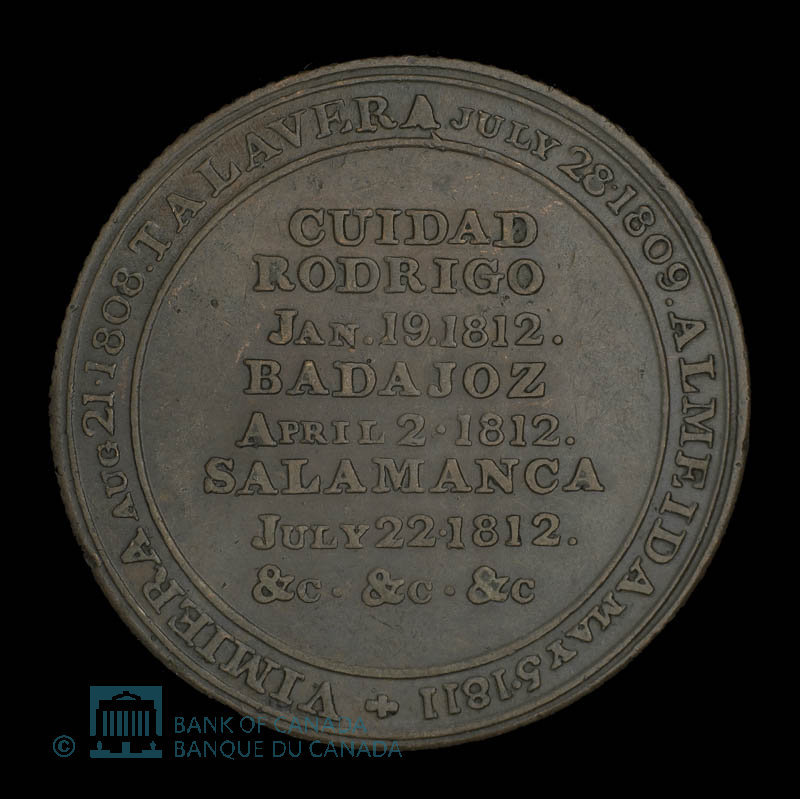 VIMIERA AUG 21·1808. TALAVERA JULY 28·1809. ALMEIDA MAY 5·1811 +
CUIDAD
RODRIGO
JAN. 19. 1812.
BADAJOZ
APRIL 2·1812.
SALAMANCA
JULY 22·1812.
&C · &C · &C
© BANK OF CANADA
BANQUE DU CANADA